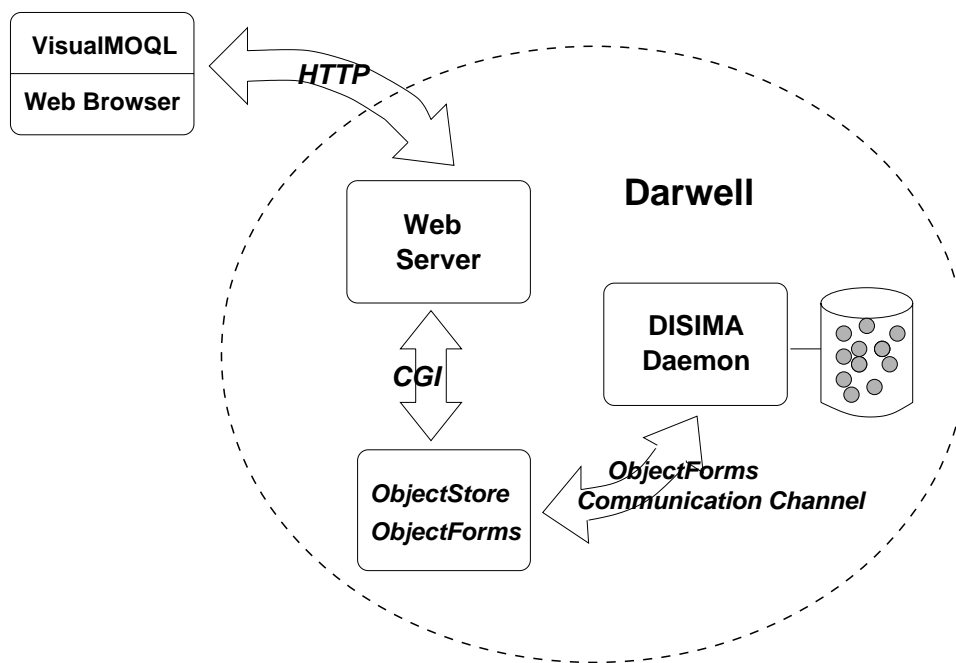 VisualMOQL
Web Browser
HTTP
Darwell
Web
Server
DISIMA
Daemon
CGI
ObjectStore
ObjectForms
ObjectForms
Communication Channel